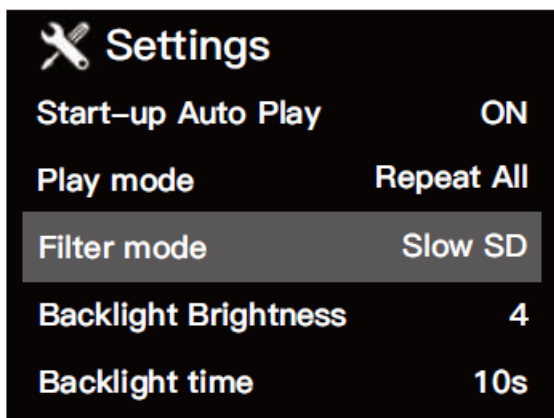 Settings
Start-up Auto Play ON
Play mode Repeat All
Filter mode Slow SD
Backlight Brightness 4
Backlight time 10s